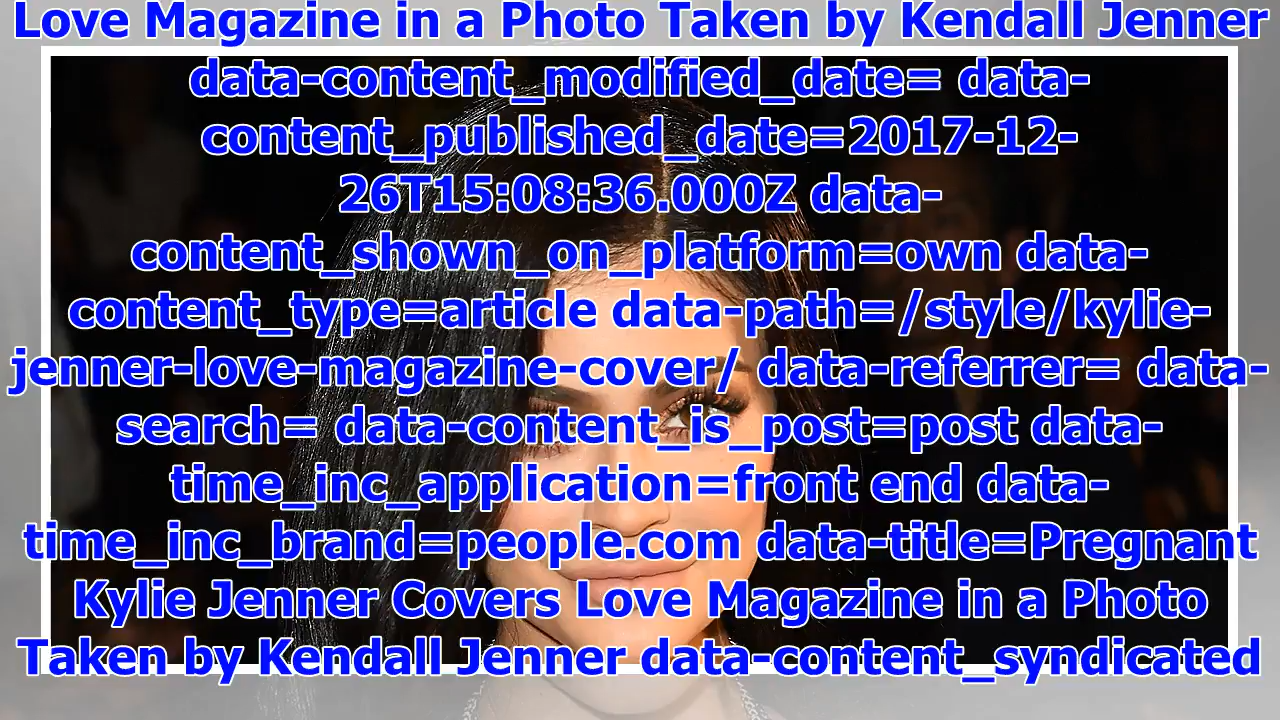 Love Magazine in a Photo Taken by Kendall Jenner
data-content_modified_date= data-
content_published_date=2017-12-
26T15:08:36.000Z data-
content_shown_on_platform=own data-
content_type=article data-path=/style/kylie-
jenner-love-magazine-cover/ data-referrer= data-
search= data-content_is_post=post data-
time_inc_application=front end data-
time_inc_brand=people.com data-title=Pregnant
Kylie Jenner Covers Love Magazine in a Photo
Taken by Kendall Jenner data-content_syndicated